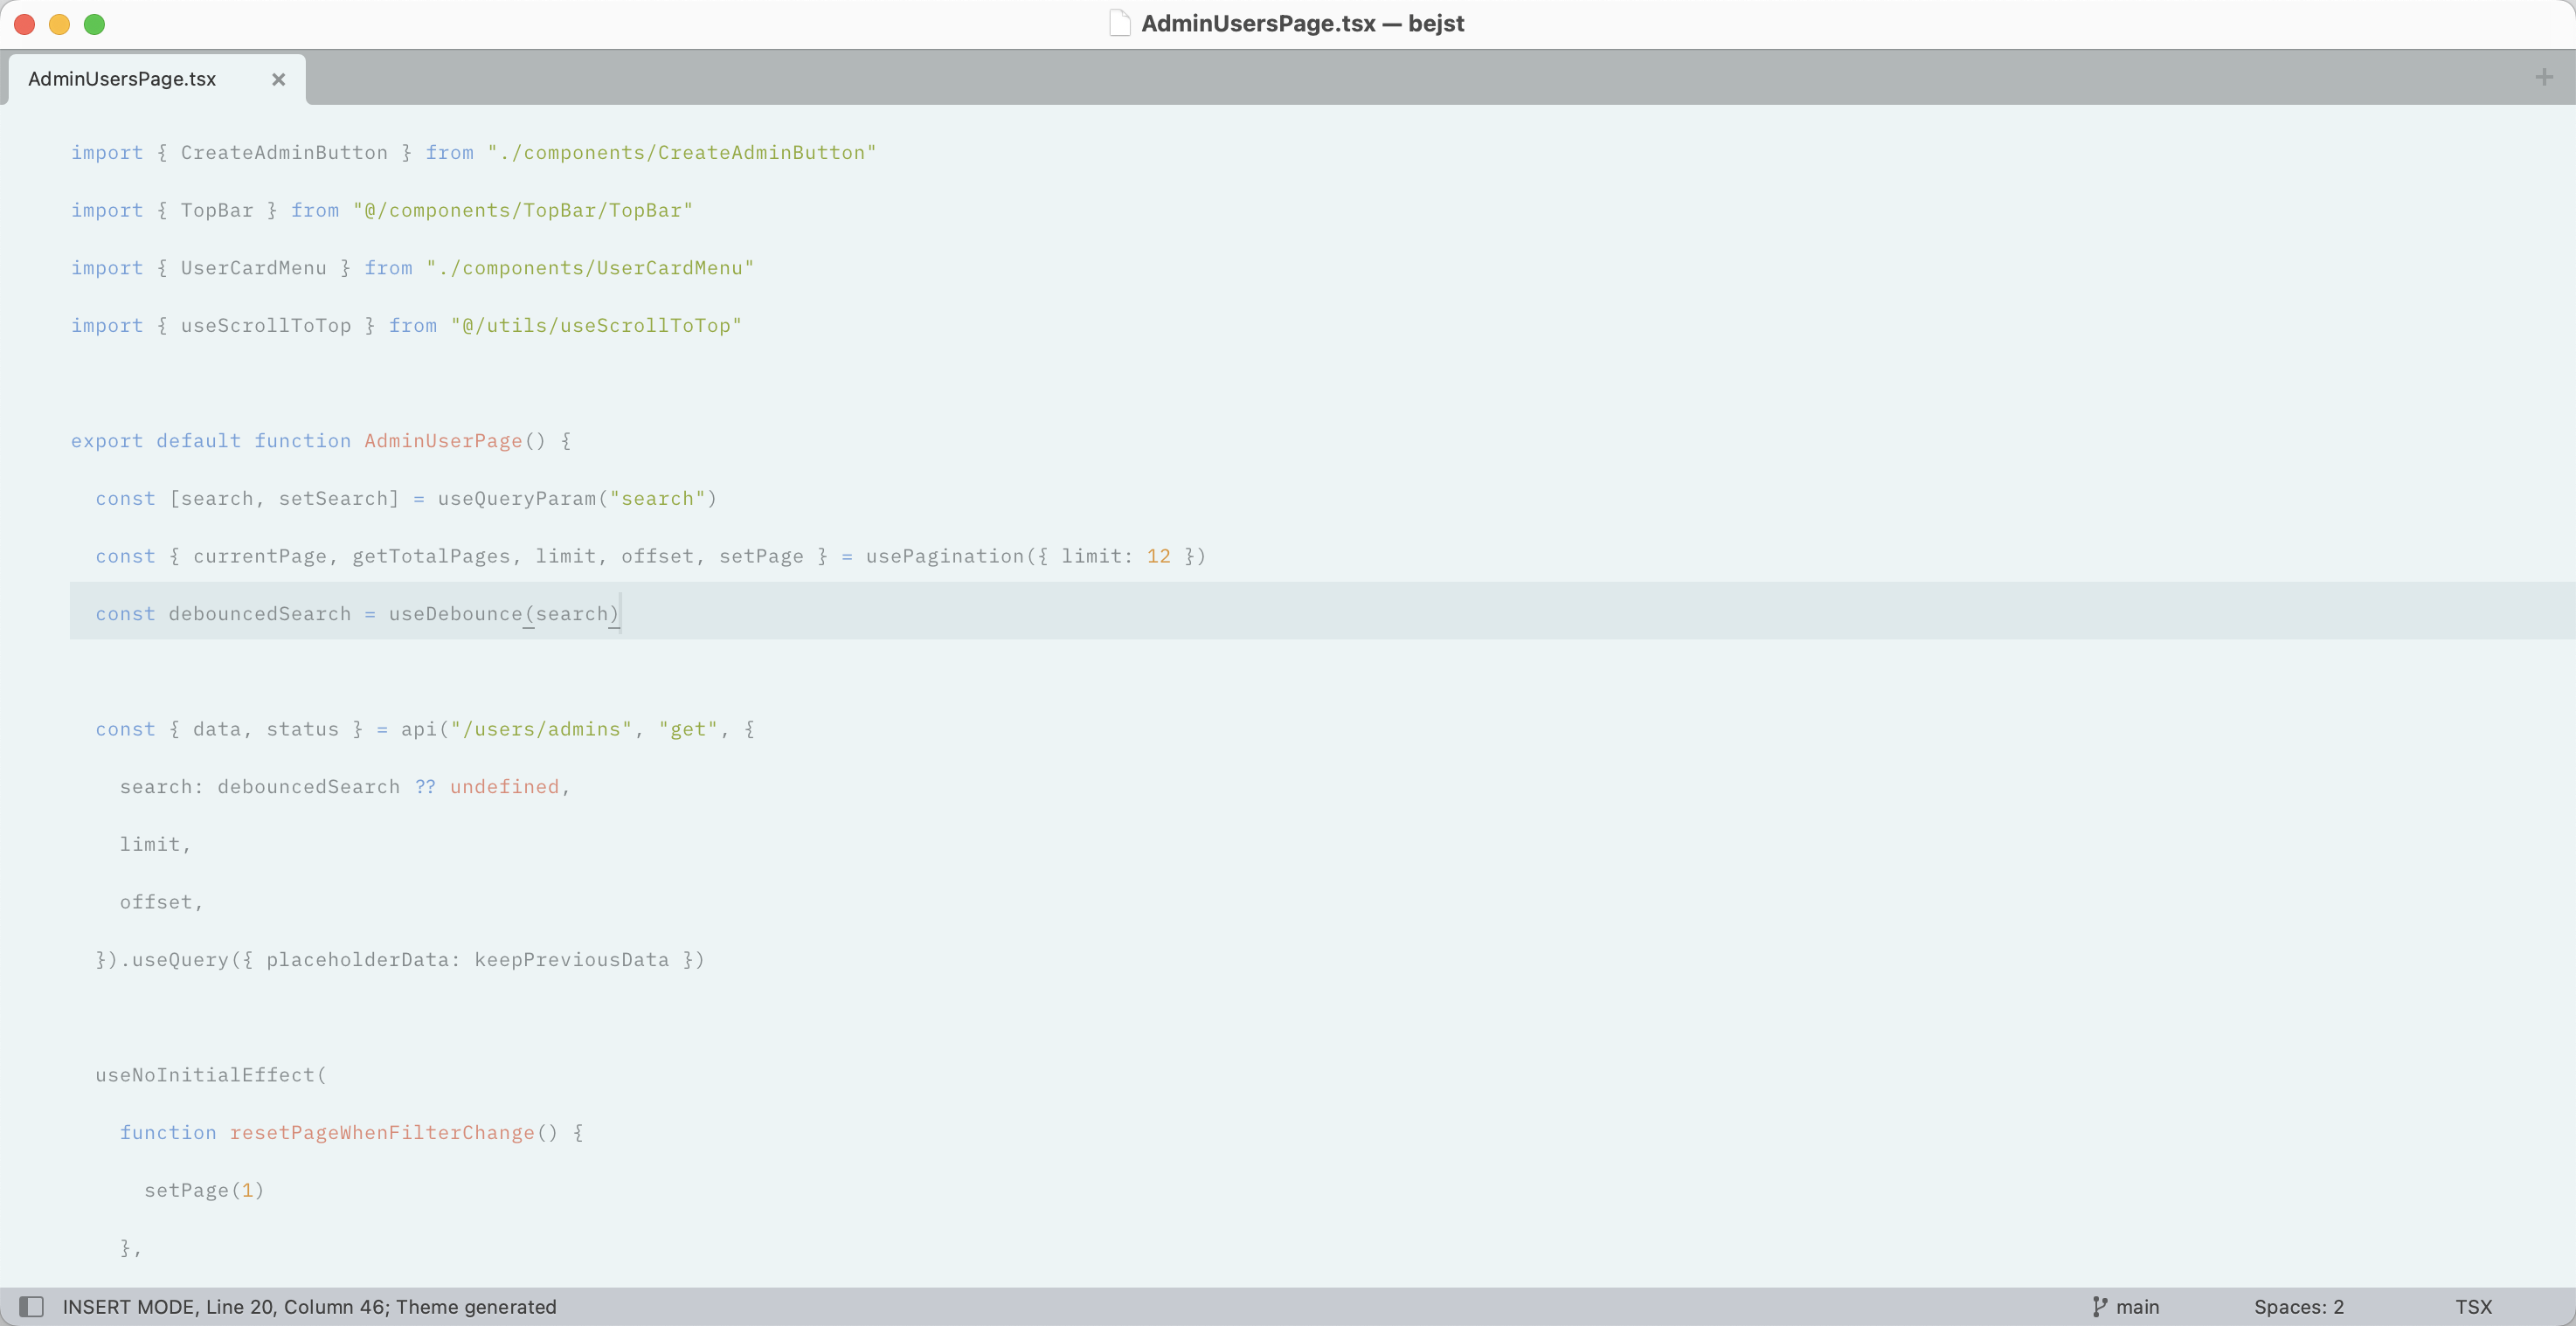 AdminUsersPage.tsx — bejst
AdminUsersPage.tsx
import { CreateAdminButton } from "./components/CreateAdminButton"
import { TopBar } from "@/components/TopBar/TopBar"
import { UserCardMenu } from "./components/UserCardMenu"
import { useScrollToTop } from "@/utils/useScrollToTop"
export default function AdminUserPage() {
const [search, setSearch] = useQueryParam("search")
const { currentPage, getTotalPages, limit, offset, setPage } = usePagination({ limit: 12 })
const debouncedSearch = useDebounce(search)
const { data, status } = api("/users/admins", "get", {
search: debouncedSearch ?? undefined,
limit,
offset,
}).useQuery({ placeholderData: keepPreviousData })
useNoInitialEffect(
function resetPageWhenFilterChange() {
setPage(1)
},
INSERT MODE, Line 20, Column 46; Theme generated
main
Spaces: 2
TSX